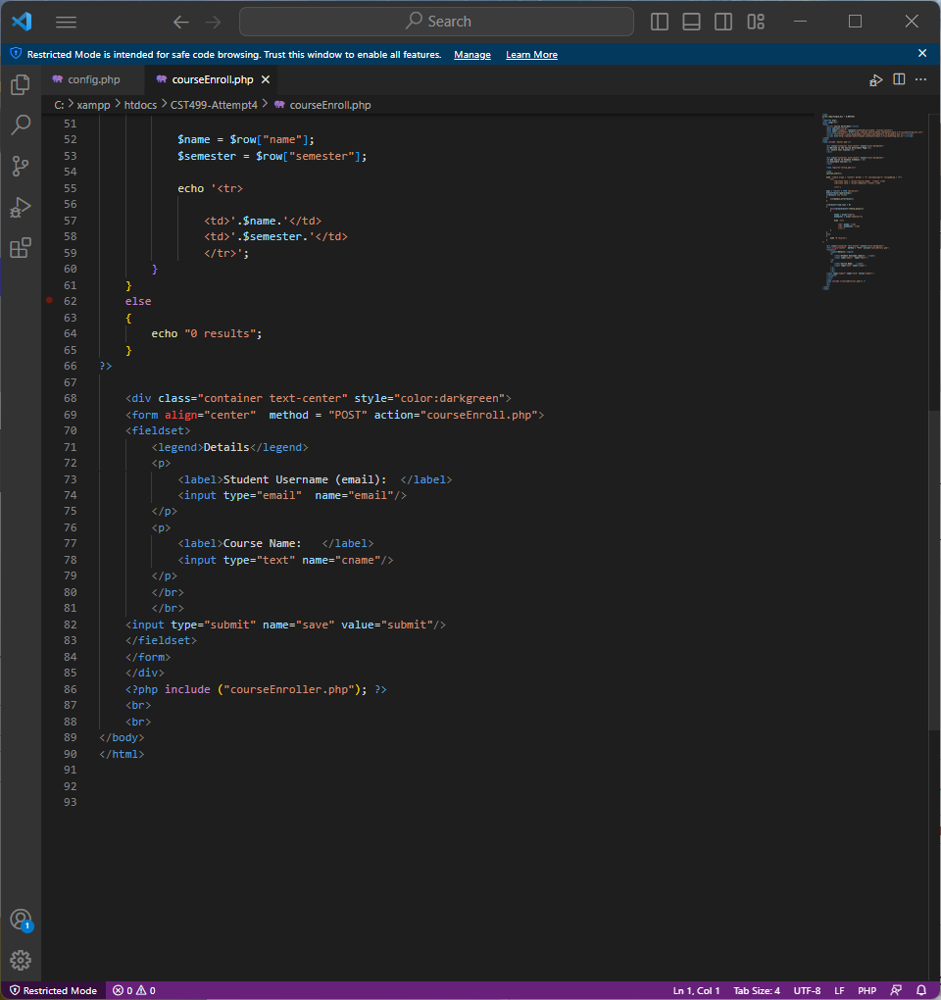 Search
Restricted Mode is intended for safe code browsing. Trust this window to enable all features. Manage Learn More
config.php courseEnroll.php
C: > xampp > htdocs > CST499-Attempt4 > courseEnroll.php
51
52 $name = $row["name"];
53 $semester = $row["semester"];
54
55 echo '<tr>
56
57 <td>'.$name.'</td>
58 <td>'.$semester.'</td>
59 </tr>';
60 }
61 }
62 else
63 {
64 echo "0 results";
65 }
66 ?>
67
68 <div class="container text-center" style="color:darkgreen">
69 <form align="center"  method = "POST" action="courseEnroll.php">
70 <fieldset>
71 <legend>Details</legend>
72 <p>
73 <label>Student Username (email):  </label>
74 <input type="email"  name="email"/>
75 </p>
76 <p>
77 <label>Course Name:   </label>
78 <input type="text" name="cname"/>
79 </p>
80 </br>
81 </br>
82 <input type="submit" name="save" value="submit"/>
83 </fieldset>
84 </form>
85 </div>
86 <?php include ("courseEnroller.php"); ?>
87 <br>
88 <br>
89 </body>
90 </html>
91
92
93
1
Restricted Mode 0 0 Ln 1, Col 1 Tab Size: 4 UTF-8 LF PHP